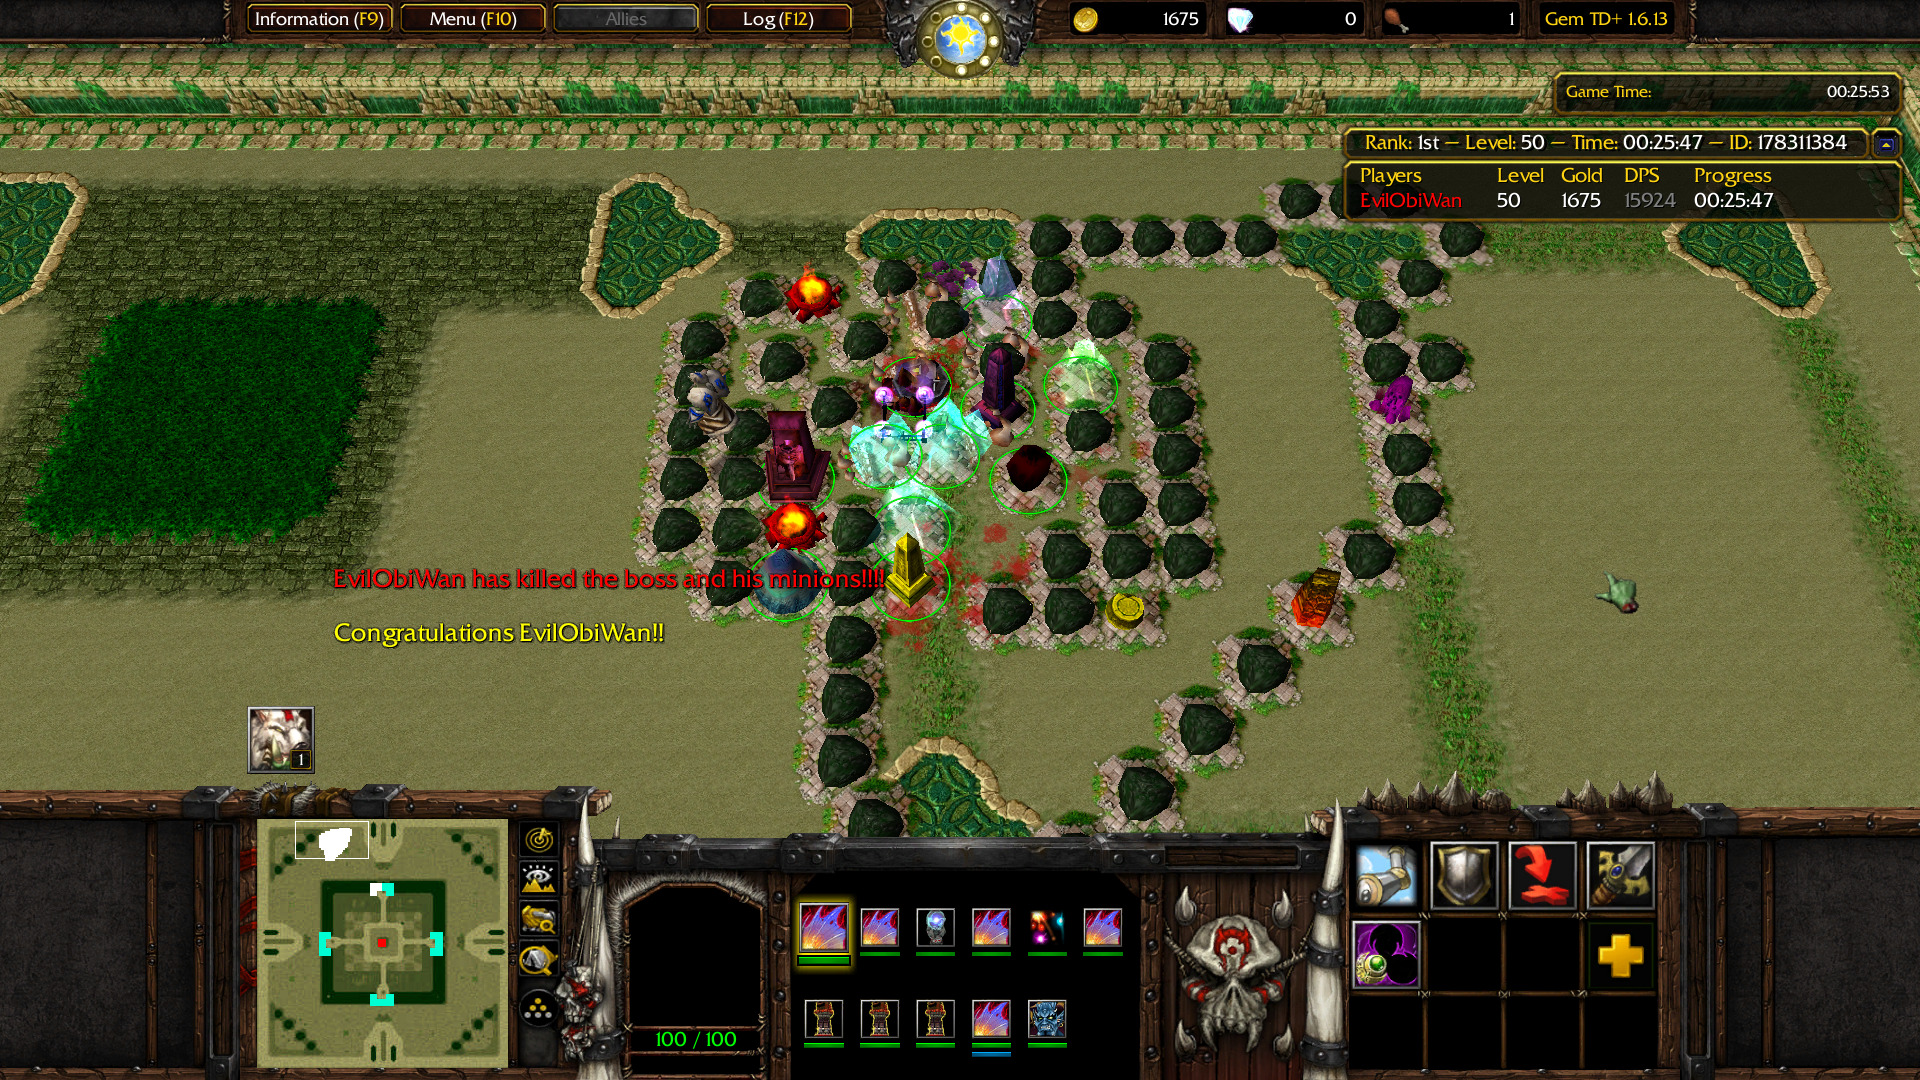 Information (F9) Menu (F10) Allies Log (F12) 1675 0 1 Gem TD+ 1.6.13
Game Time: 00:25:53
Rank: 1st – Level: 50 – Time: 00:25:47 – ID: 178311384
Players Level Gold DPS Progress
EvilObiWan 50 1675 15924 00:25:47
EvilObiWan has killed the boss and his minions!!!!
Congratulations EvilObiWan!!
1
100 / 100